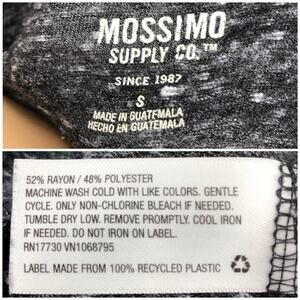 MOSSIMO
SUPPLY CO.™
SINCE 1987
S
MADE IN GUATEMALA
HECHO EN GUATEMALA
52% RAYON / 48% POLYESTER
MACHINE WASH COLD WITH LIKE COLORS. GENTLE
CYCLE. ONLY NON-CHLORINE BLEACH IF NEEDED.
TUMBLE DRY LOW. REMOVE PROMPTLY. COOL IRON
IF NEEDED. DO NOT IRON ON LABEL.
RN17730 VN1068795
LABEL MADE FROM 100% RECYCLED PLASTIC